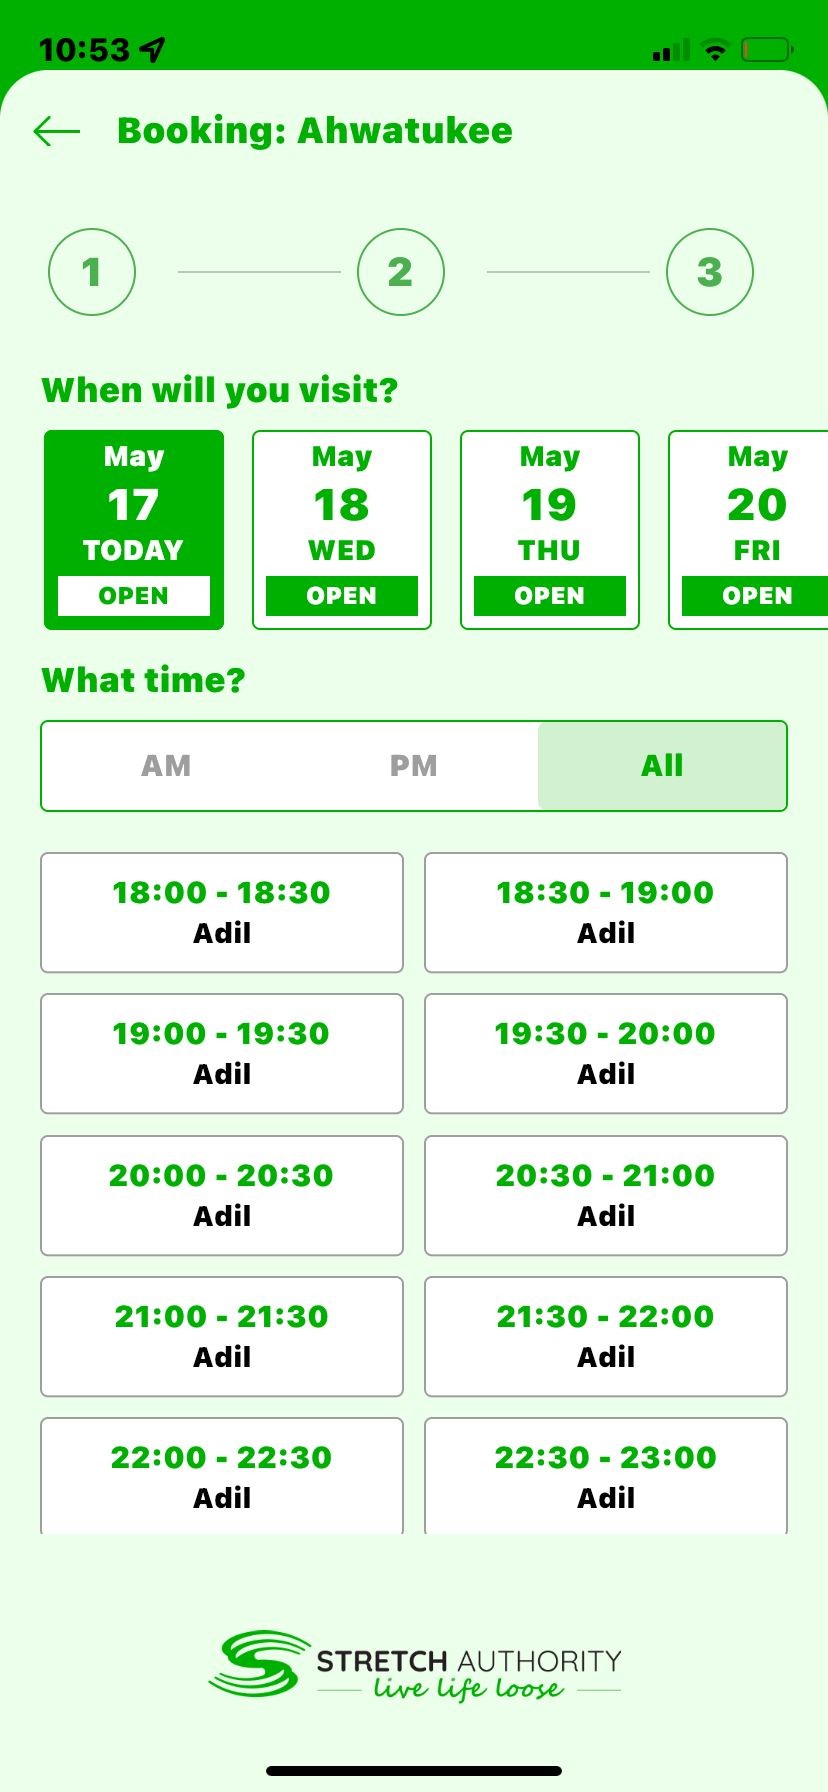 10:53
Booking: Ahwatukee
1 2 3
When will you visit?
May May May May
17 18 19 20
TODAY WED THU FRI
OPEN OPEN OPEN OPEN
What time?
AM PM All
18:00 - 18:30 18:30 - 19:00
Adil Adil
19:00 - 19:30 19:30 - 20:00
Adil Adil
20:00 - 20:30 20:30 - 21:00
Adil Adil
21:00 - 21:30 21:30 - 22:00
Adil Adil
22:00 - 22:30 22:30 - 23:00
Adil Adil
STRETCH AUTHORITY
live life loose